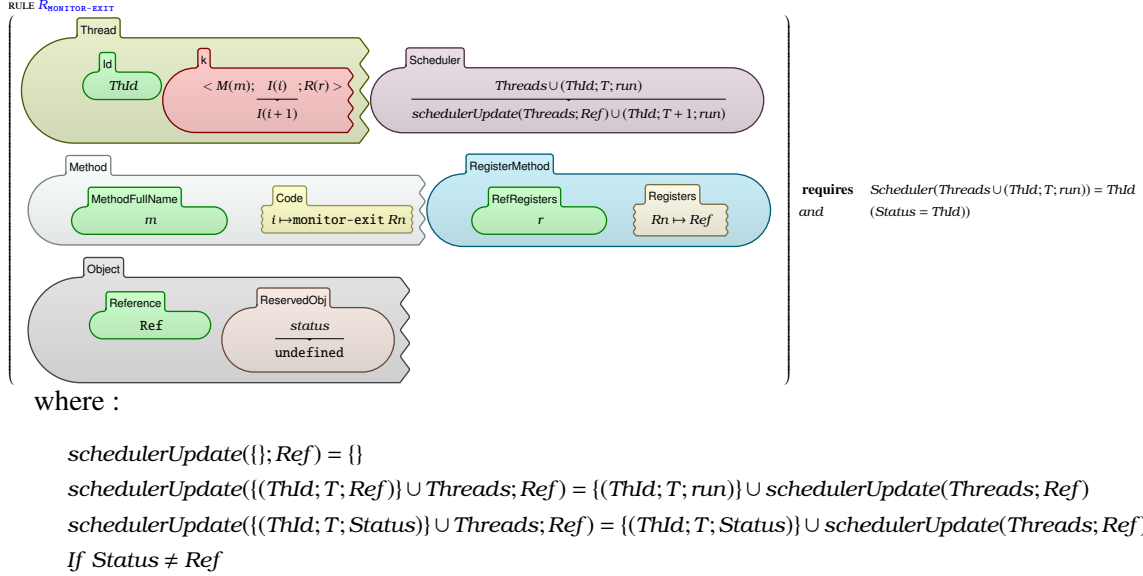 RULE R_MONITOR-EXIT
Thread
Id
ThId
k
< M(m); I(i) ; R(r) >
I(i + 1)
Scheduler
Threads ∪ (ThId; T; run)
schedulerUpdate(Threads; Ref) ∪ (ThId; T + 1; run)
Method
MethodFullName
m
Code
i ↦ monitor-exit Rn
RegisterMethod
RefRegisters
r
Registers
Rn ↦ Ref
requires Scheduler(Threads ∪ (ThId; T; run)) = ThId
and (Status = ThId))
Object
Reference
Ref
ReservedObj
status
undefined
where :
schedulerUpdate({}; Ref) = {}
schedulerUpdate({(ThId; T; Ref)} ∪ Threads; Ref) = {(ThId; T; run)} ∪ schedulerUpdate(Threads; Ref)
schedulerUpdate({(ThId; T; Status)} ∪ Threads; Ref) = {(ThId; T; Status)} ∪ schedulerUpdate(Threads; Ref)
If Status ≠ Ref